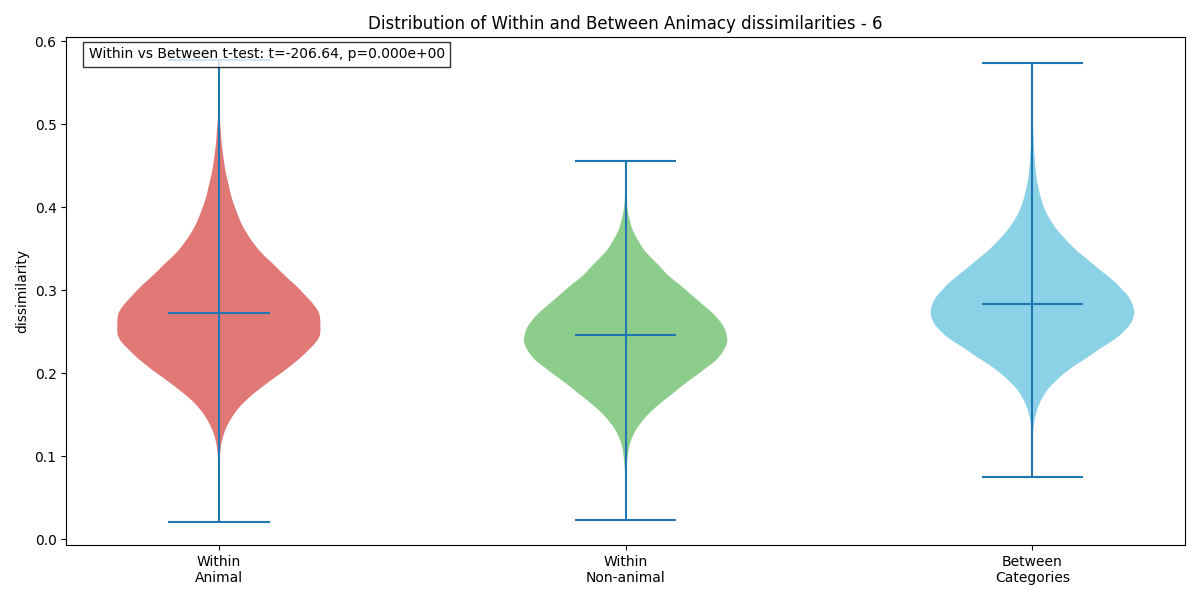 Distribution of Within and Between Animacy dissimilarities - 6
Within vs Between t-test: t=-206.64, p=0.000e+00
dissimilarity
0.6
0.5
0.4
0.3
0.2
0.1
0.0
Within
Animal
Within
Non-animal
Between
Categories